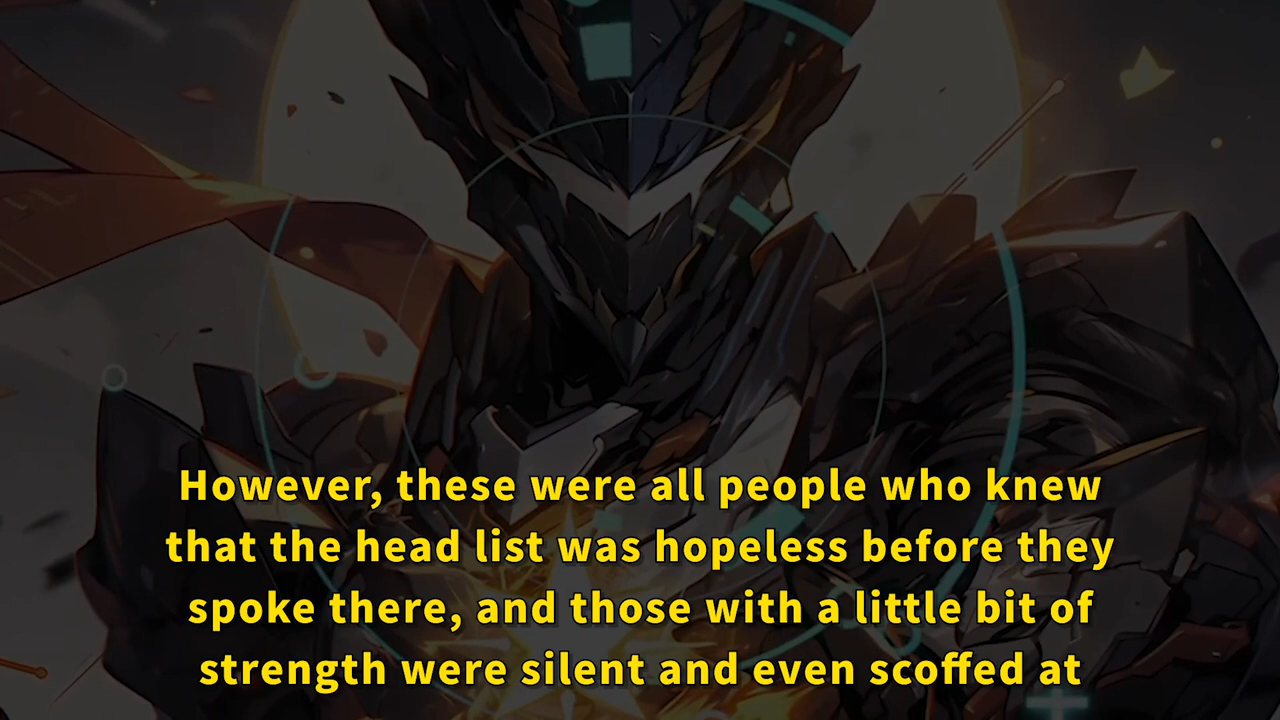 However, these were all people who knew
that the head list was hopeless before they
spoke there, and those with a little bit of
strength were silent and even scoffed at